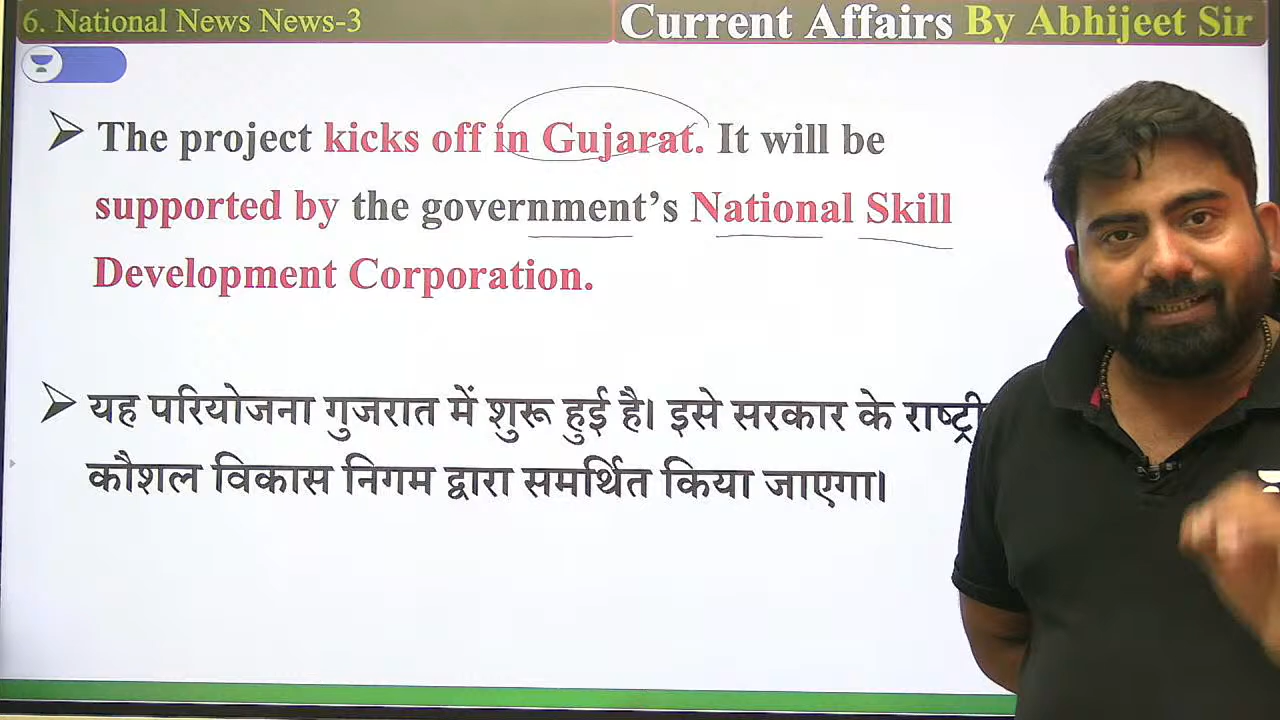 6. National News News-3
Current Affairs By Abhijeet Sir
The project kicks off in Gujarat. It will be
supported by the government's National Skill
Development Corporation.
यह परियोजना गुजरात में शुरू हुई है। इसे सरकार के
कौशल विकास निगम द्वारा समर्थित किया जाएगा।